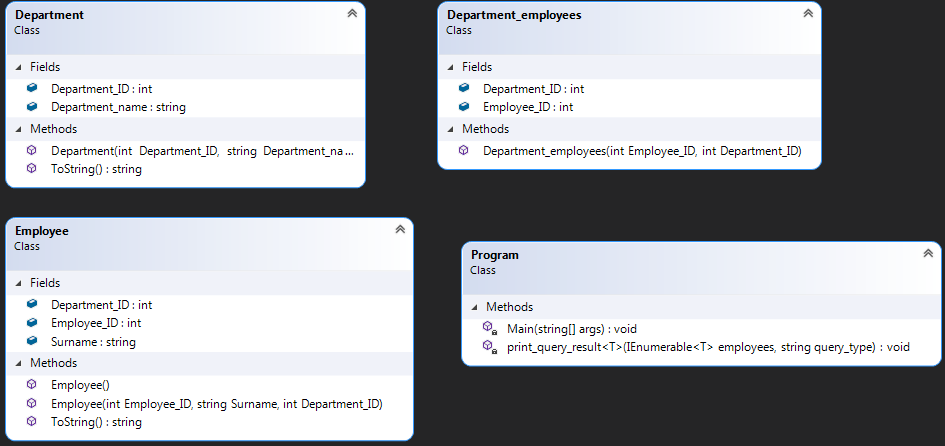 Department
Class
Fields
Department_ID : int
Department_name : string
Methods
Department(int Department_ID, string Department_na...
ToString() : string
Department_employees
Class
Fields
Department_ID : int
Employee_ID : int
Methods
Department_employees(int Employee_ID, int Department_ID)
Employee
Class
Fields
Department_ID : int
Employee_ID : int
Surname : string
Methods
Employee()
Employee(int Employee_ID, string Surname, int Department_ID)
ToString() : string
Program
Class
Methods
Main(string[] args) : void
print_query_result<T>(IEnumerable<T> employees, string query_type) : void